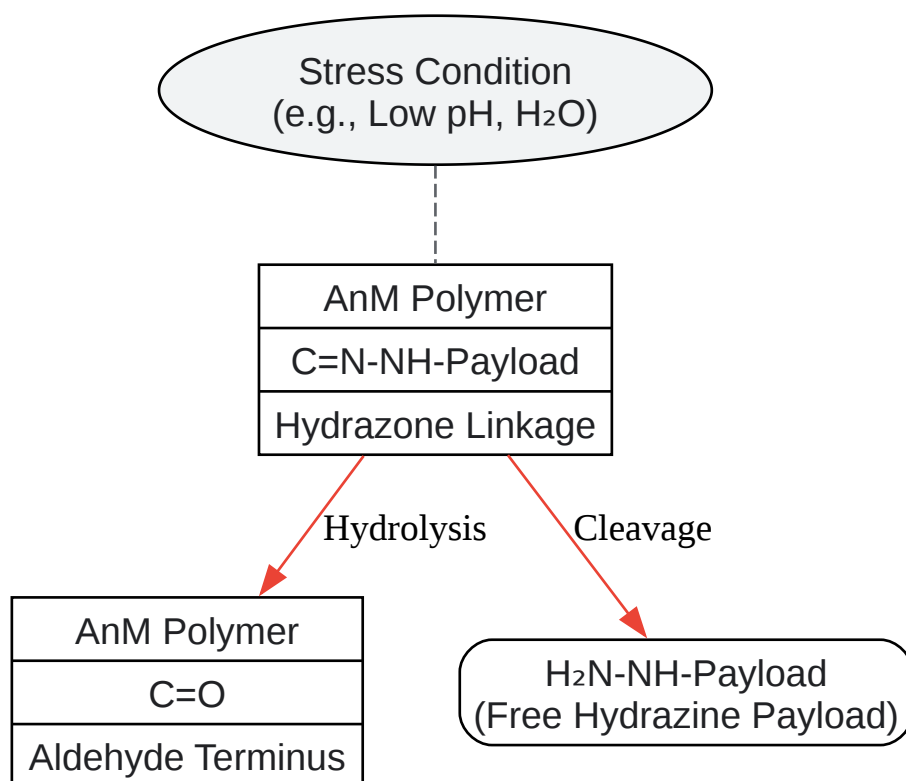 Stress Condition
(e.g., Low pH, H₂O)
AnM Polymer
C=N-NH-Payload
Hydrazone Linkage
Hydrolysis
Cleavage
AnM Polymer
C=O
Aldehyde Terminus
H₂N-NH-Payload
(Free Hydrazine Payload)